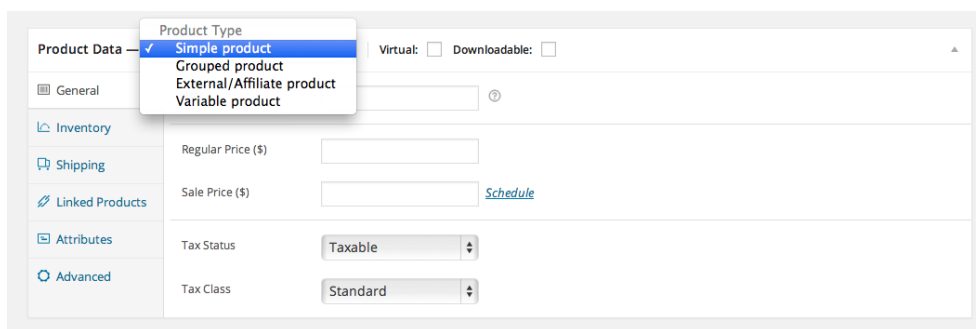 Product Type
Product Data — ✓ Simple product Virtual: Downloadable:
Grouped product
External/Affiliate product
Variable product
General
Inventory
Shipping
Linked Products
Attributes
Advanced
Regular Price ($)
Sale Price ($) Schedule
Tax Status Taxable
Tax Class Standard